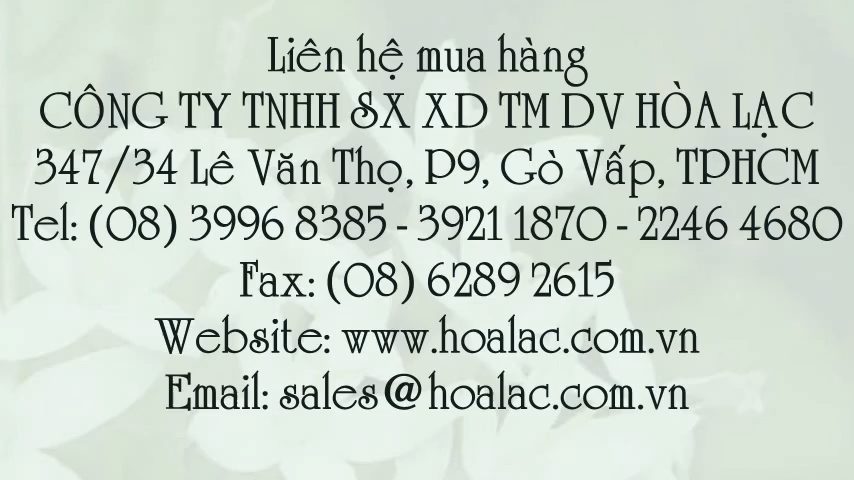 Liên hệ mua hàng
CÔNG TY TNHH SX XD TM DV HÒA LẠC
347/34 Lê Văn Thọ, P9, Gò Vấp, TPHCM
Tel: (08) 3996 8385 - 3921 1870 - 2246 4680
Fax: (08) 6289 2615
Website: www.hoalac.com.vn
Email: sales@hoalac.com.vn